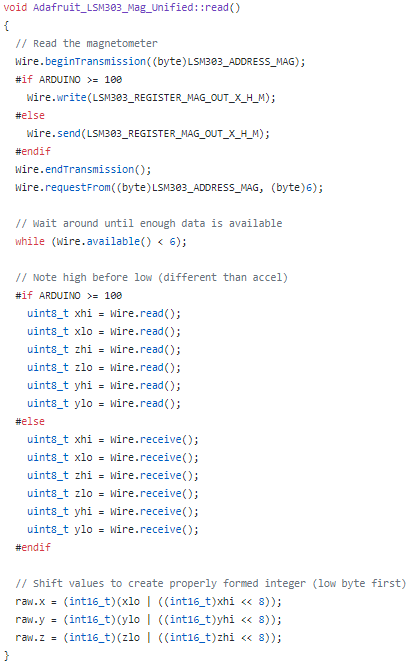 void Adafruit_LSM303_Mag_Unified::read()
{
  // Read the magnetometer
  Wire.beginTransmission((byte)LSM303_ADDRESS_MAG);
  #if ARDUINO >= 100
    Wire.write(LSM303_REGISTER_MAG_OUT_X_H_M);
  #else
    Wire.send(LSM303_REGISTER_MAG_OUT_X_H_M);
  #endif
  Wire.endTransmission();
  Wire.requestFrom((byte)LSM303_ADDRESS_MAG, (byte)6);

  // Wait around until enough data is available
  while (Wire.available() < 6);

  // Note high before low (different than accel)
  #if ARDUINO >= 100
    uint8_t xhi = Wire.read();
    uint8_t xlo = Wire.read();
    uint8_t zhi = Wire.read();
    uint8_t zlo = Wire.read();
    uint8_t yhi = Wire.read();
    uint8_t ylo = Wire.read();
  #else
    uint8_t xhi = Wire.receive();
    uint8_t xlo = Wire.receive();
    uint8_t zhi = Wire.receive();
    uint8_t zlo = Wire.receive();
    uint8_t yhi = Wire.receive();
    uint8_t ylo = Wire.receive();
  #endif

  // Shift values to create properly formed integer (low byte first)
  raw.x = (int16_t)(xlo | ((int16_t)xhi << 8));
  raw.y = (int16_t)(ylo | ((int16_t)yhi << 8));
  raw.z = (int16_t)(zlo | ((int16_t)zhi << 8));
}